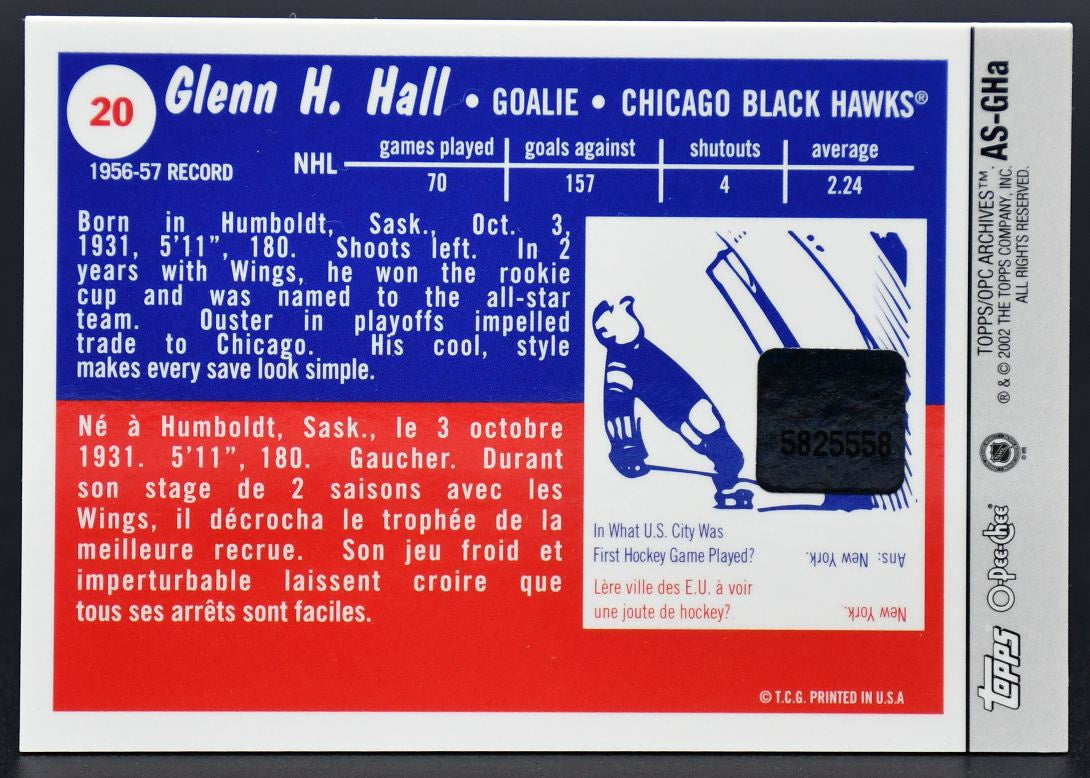 20 Glenn H. Hall • GOALIE • CHICAGO BLACK HAWKS®
1956-57 RECORD
NHL games played goals against shutouts average
70 157 4 2.24
Born in Humboldt, Sask., Oct. 3,
1931, 5'11", 180. Shoots left. In 2
years with Wings, he won the rookie
cup and was named to the all-star
team. Ouster in playoffs impelled
trade to Chicago. His cool, style
makes every save look simple.
Né à Humboldt, Sask., le 3 octobre
1931. 5'11", 180. Gaucher. Durant
son stage de 2 saisons avec les
Wings, il décrocha le trophée de la
meilleure recrue. Son jeu froid et
imperturbable laissent croire que
tous ses arrêts sont faciles.
5825558
In What U.S. City Was
First Hockey Game Played?
Ans: New York.
Lère ville des E.U. à voir
une joute de hockey?
New York.
© T.C.G. PRINTED IN U.S.A
Topps O-Pee-Chee®
TOPPS/OPC ARCHIVES™. AS-GHa
® & © 2002 THE TOPPS COMPANY, INC.
ALL RIGHTS RESERVED.